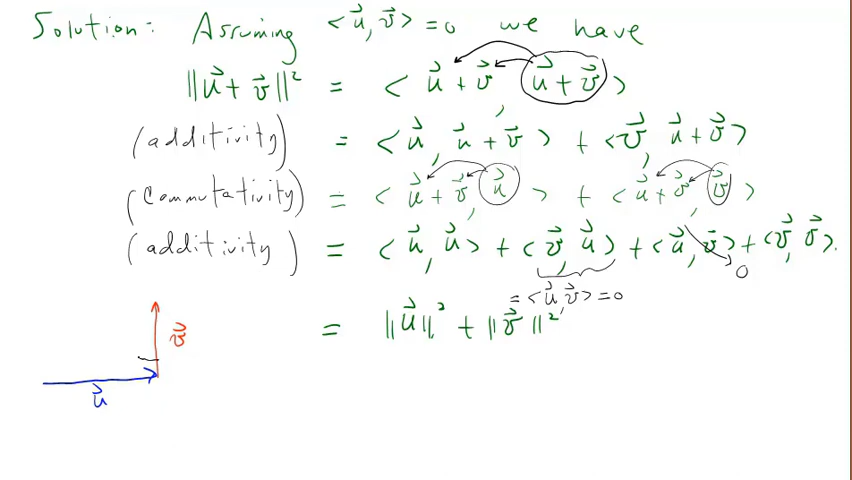 Solution: Assuming <u⃗, v⃗> = 0 we have
||u⃗ + v⃗||² = < u⃗ + v⃗, u⃗ + v⃗ >
(additivity) = < u⃗, u + v⃗ > + < v⃗, u⃗ + v⃗ >
(Commutativity) = < u⃗ + v⃗, u⃗ > + < u⃗ + v⃗, v⃗ >
(additivity) = < u⃗, u⃗ > + < v⃗, u⃗ > + < u⃗, v⃗ > + < v⃗, v⃗ >.
= < u⃗, v⃗ > = 0
0
= ||u⃗||² + ||v⃗||²
v⃗
u⃗